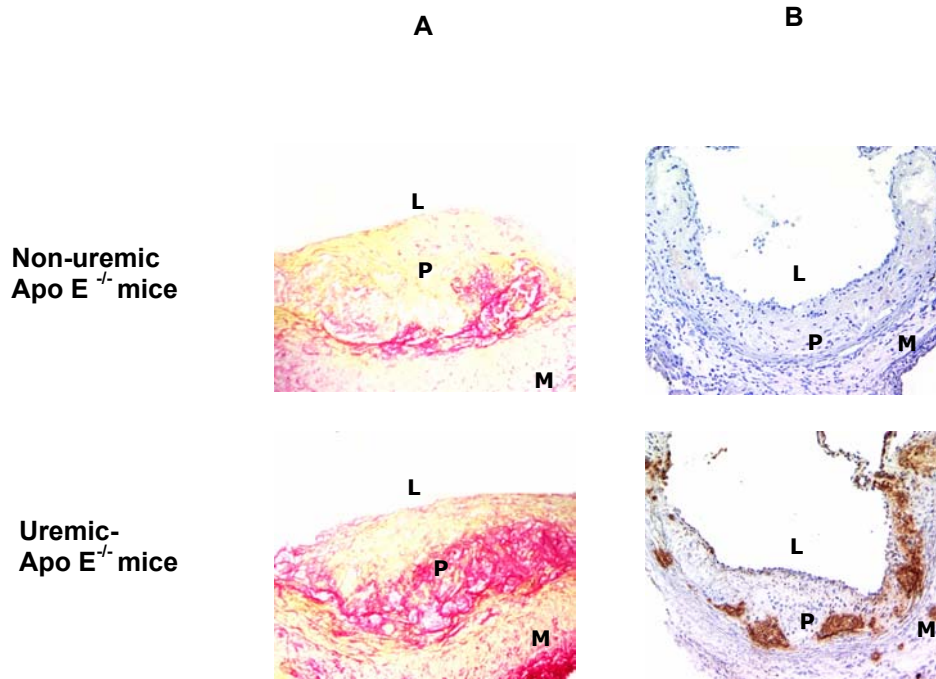 A
B
Non-uremic
Apo E -/- mice
L
P
M
L
P
M
Uremic-
Apo E-/- mice
L
P
M
L
P
M